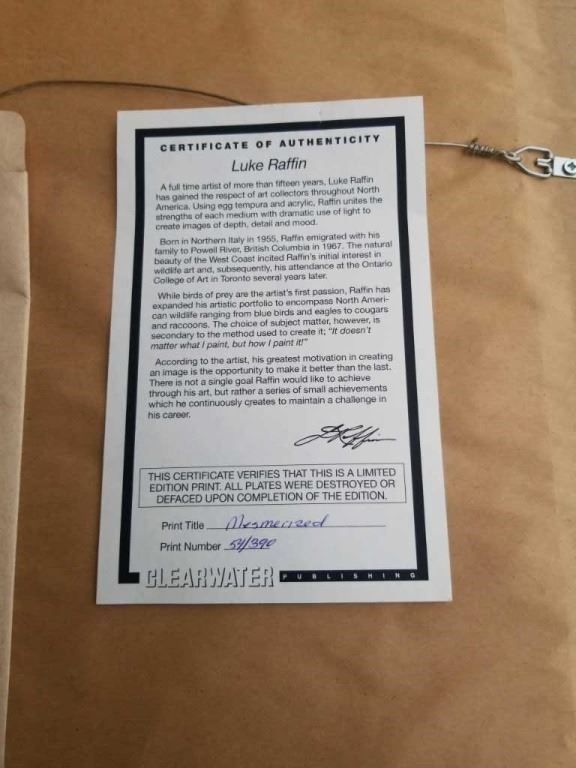 CERTIFICATE OF AUTHENTICITY
Luke Raffin
A full time artist of more than fifteen years, Luke Raffin
has gained the respect of art collectors throughout North
America. Using egg tempura and acrylic, Raffin unites the
strengths of each medium with dramatic use of light to
create images of depth, detail and mood.
Born in Northern Italy in 1955, Raffin emigrated with his
family to Powell River, British Columbia in 1967. The natural
beauty of the West Coast incited Raffin's initial interest in
wildlife art and, subsequently, his attendance at the Ontario
College of Art in Toronto several years later.
While birds of prey are the artist's first passion, Raffin has
expanded his artistic portfolio to encompass North Ameri-
can wildlife ranging from blue birds and eagles to cougars
and raccoons. The choice of subject matter, however, is
secondary to the method used to create it; "It doesn't
matter what I paint, but how I paint it!"
According to the artist, his greatest motivation in creating
an image is the opportunity to make it better than the last.
There is not a single goal Raffin would like to achieve
through his art, but rather a series of small achievements
which he continuously creates to maintain a challenge in
his career.
L Raffin
THIS CERTIFICATE VERIFIES THAT THIS IS A LIMITED
EDITION PRINT. ALL PLATES WERE DESTROYED OR
DEFACED UPON COMPLETION OF THE EDITION.
Print Title Mesmerized
Print Number 54/390
CLEARWATER PUBLISHING